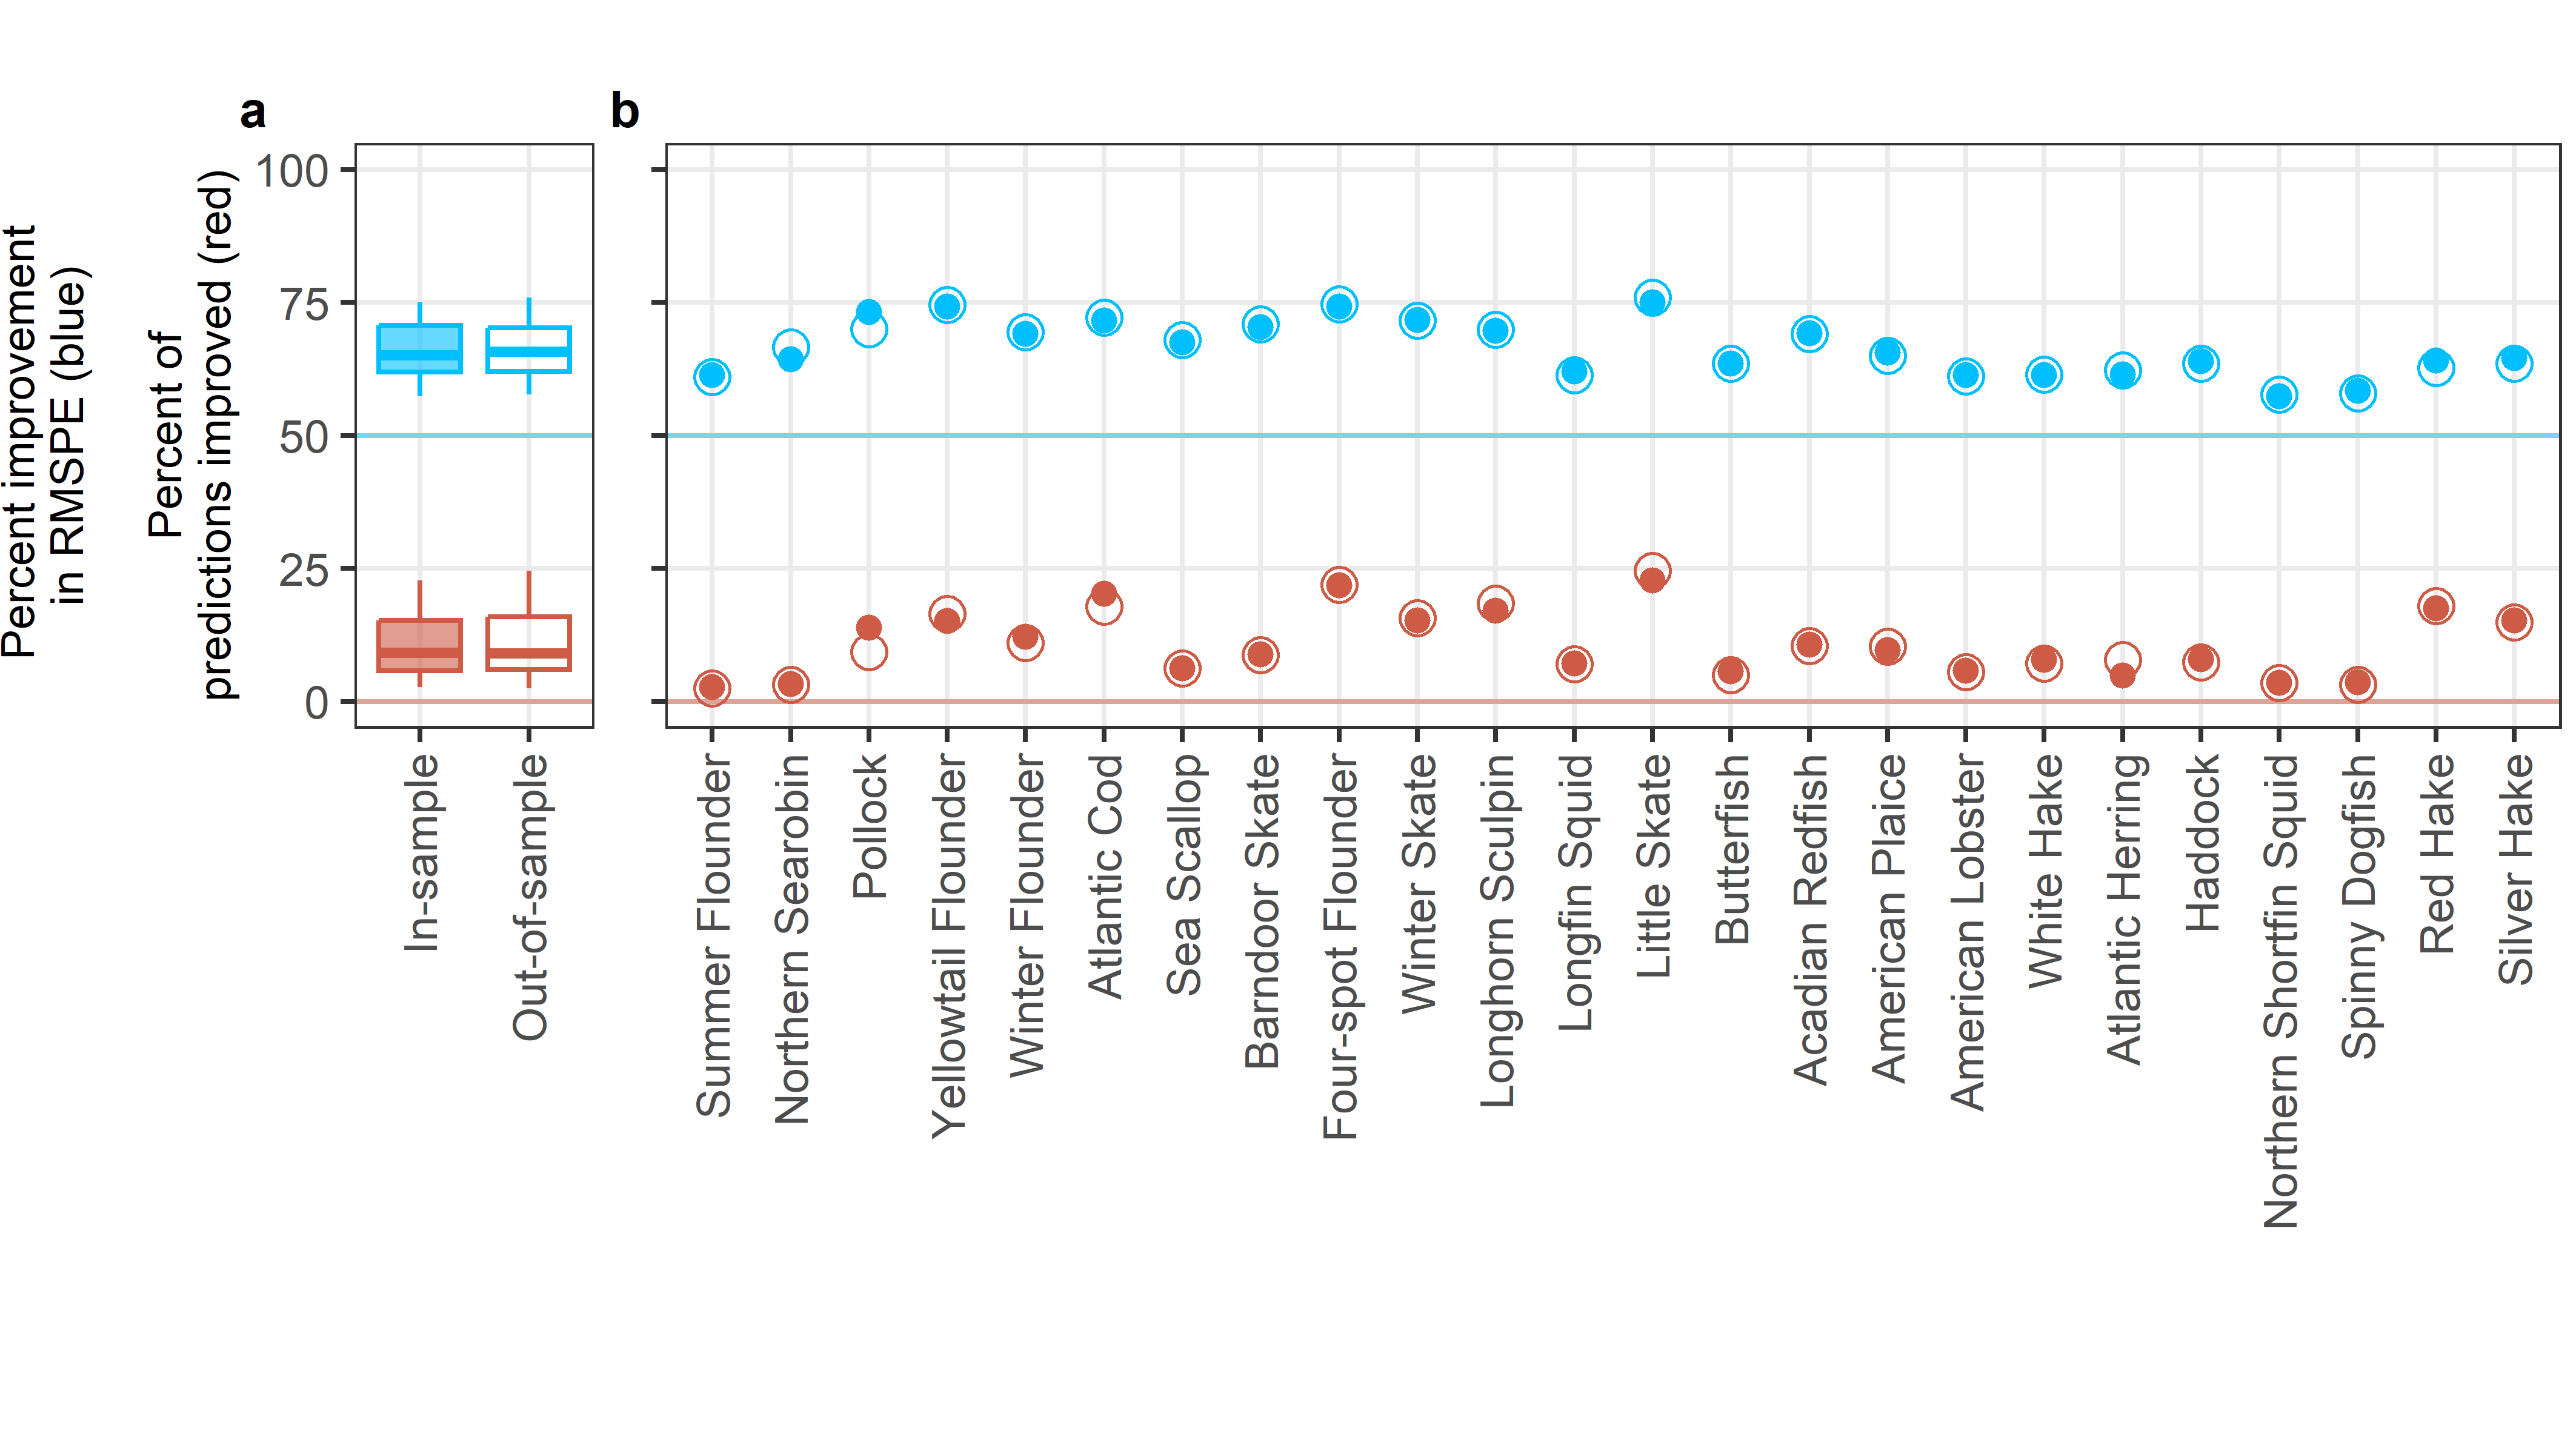 a
b
Percent improvement
in RMSPE (blue)
Percent of
predictions improved (red)
100
75
50
25
0
In-sample
Out-of-sample
Summer Flounder
Northern Searobin
Pollock
Yellowtail Flounder
Winter Flounder
Atlantic Cod
Sea Scallop
Barndoor Skate
Four-spot Flounder
Winter Skate
Longhorn Sculpin
Longfin Squid
Little Skate
Butterfish
Acadian Redfish
American Plaice
American Lobster
White Hake
Atlantic Herring
Haddock
Northern Shortfin Squid
Spinny Dogfish
Red Hake
Silver Hake